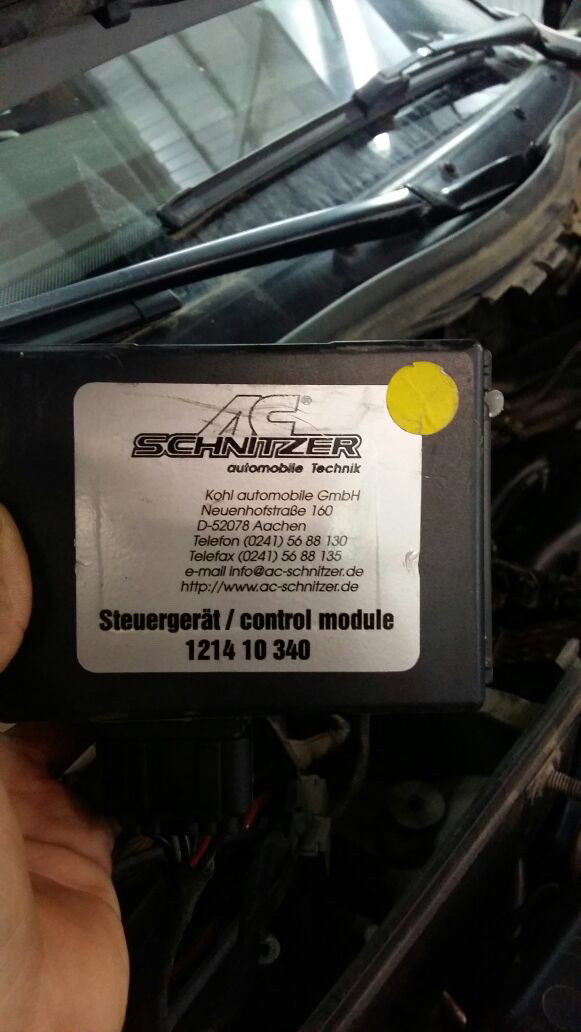 AC®
SCHNITZER
automobile Technik
Kohl automobile GmbH
Neuenhofstraße 160
D-52078 Aachen
Telefon (0241) 56 88 130
Telefax (0241) 56 88 135
e-mail info@ac-schnitzer.de
http://www.ac-schnitzer.de
Steuergerät / control module
1214 10 340